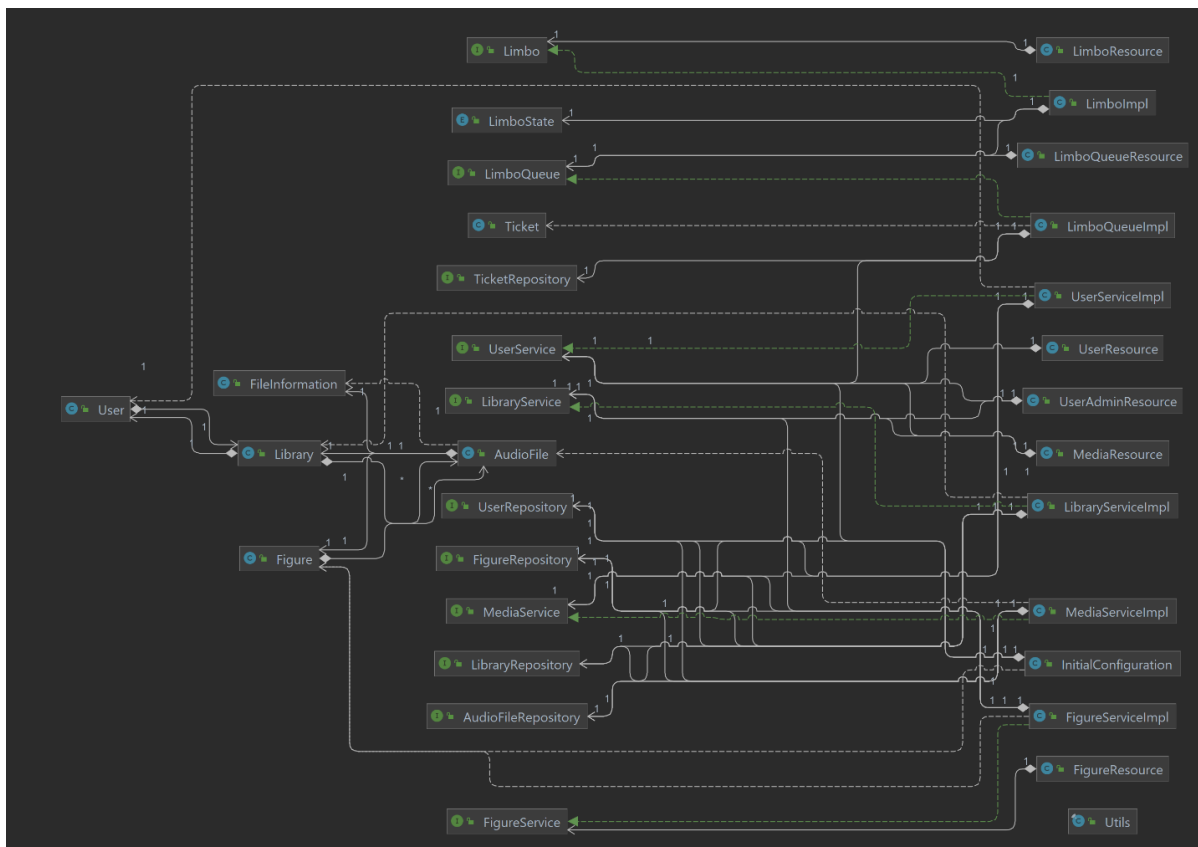 Limbo
LimboResource
LimboImpl
LimboState
LimboQueueResource
LimboQueue
Ticket
LimboQueueImpl
TicketRepository
UserServiceImpl
UserService
UserResource
FileInformation
LibraryService
UserAdminResource
User
Library
AudioFile
MediaResource
UserRepository
LibraryServiceImpl
Figure
FigureRepository
MediaService
MediaServiceImpl
LibraryRepository
InitialConfiguration
AudioFileRepository
FigureServiceImpl
FigureResource
FigureService
Utils